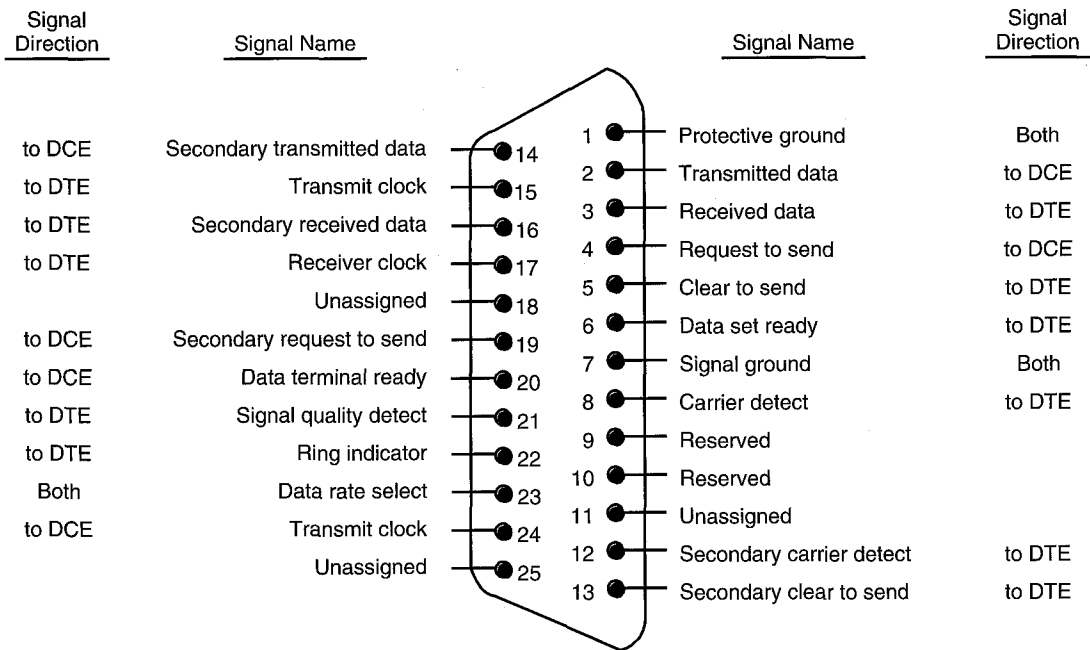 Signal Direction
Signal Name
Signal Name
Signal Direction
to DCE Secondary transmitted data 14
to DTE Transmit clock 15
to DTE Secondary received data 16
to DTE Receiver clock 17
Unassigned 18
to DCE Secondary request to send 19
to DCE Data terminal ready 20
to DTE Signal quality detect 21
to DTE Ring indicator 22
Both Data rate select 23
to DCE Transmit clock 24
Unassigned 25
1 Protective ground Both
2 Transmitted data to DCE
3 Received data to DTE
4 Request to send to DCE
5 Clear to send to DTE
6 Data set ready to DTE
7 Signal ground Both
8 Carrier detect to DTE
9 Reserved
10 Reserved
11 Unassigned
12 Secondary carrier detect to DTE
13 Secondary clear to send to DTE